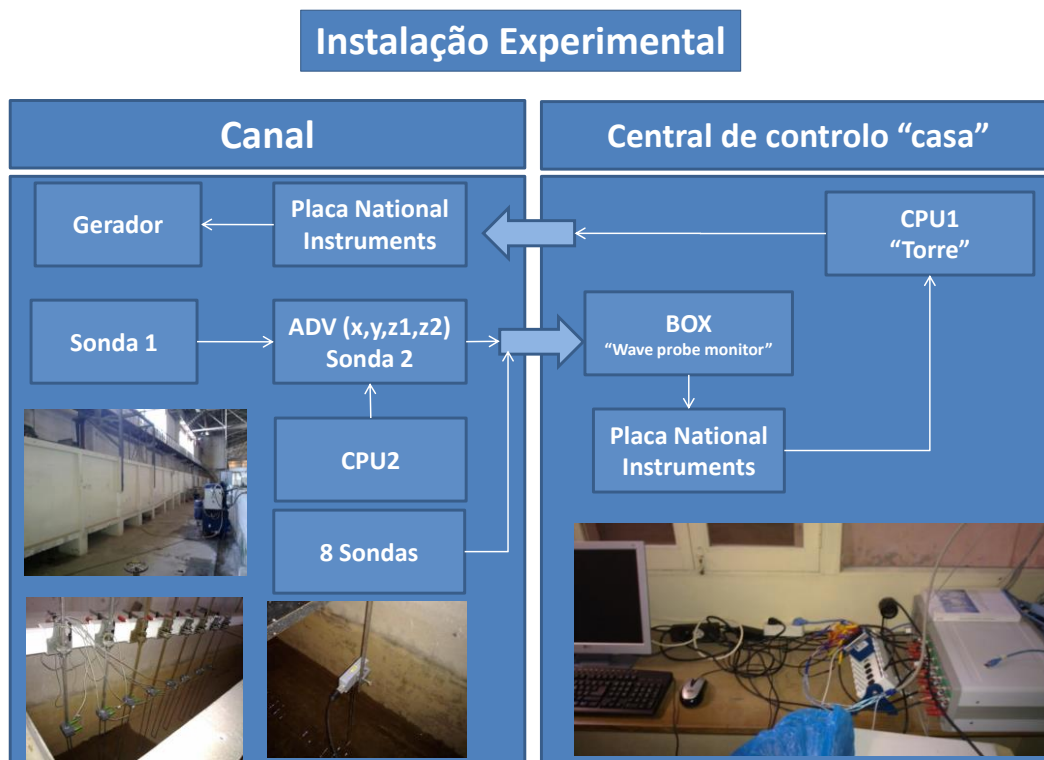 Instalação Experimental
Canal
Central de controlo “casa”
Gerador
Placa National
Instruments
CPU1
“Torre”
Sonda 1
ADV (x,y,z1,z2)
Sonda 2
BOX
“Wave probe monitor”
CPU2
Placa National
Instruments
8 Sondas